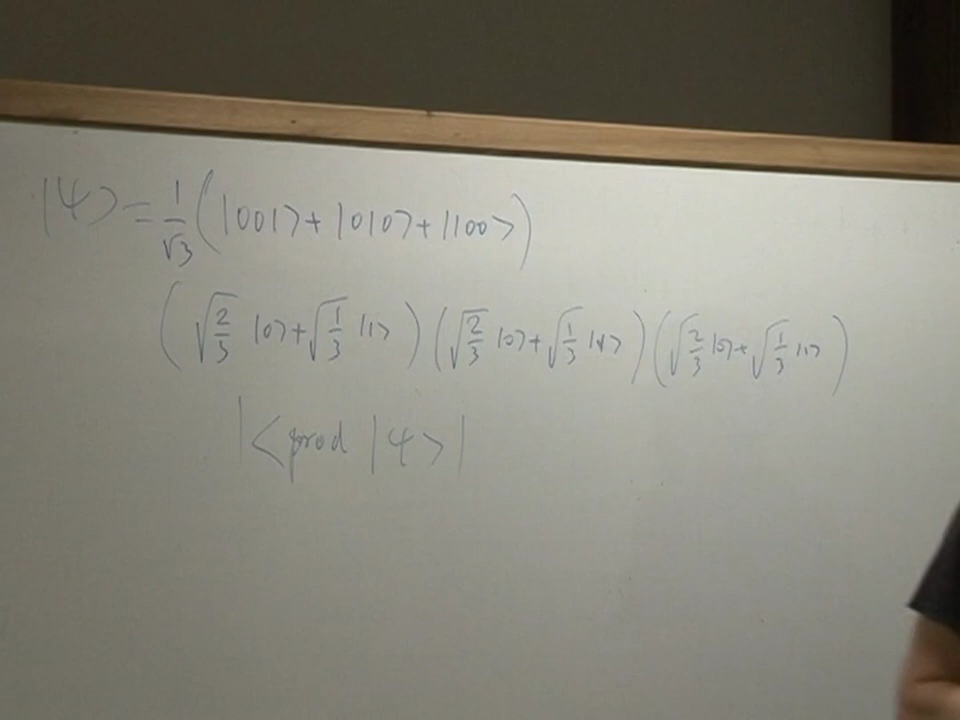 |ψ⟩ = 1/√3 (|001⟩ + |010⟩ + |100⟩)
(√(2/3) |0⟩ + √(1/3) |1⟩) (√(2/3) |0⟩ + √(1/3) |1⟩) (√(2/3) |0⟩ + √(1/3) |1⟩)
|⟨prod |ψ⟩|